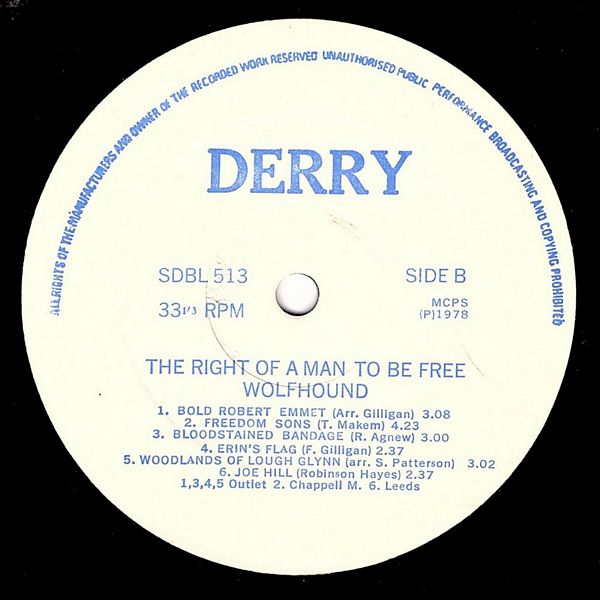 ALL RIGHTS OF THE MANUFACTURERS AND OWNER OF THE RECORDED WORK RESERVED UNAUTHORISED PUBLIC PERFORMANCE BROADCASTING AND COPYING PROHIBITED
DERRY
SDBL 513 SIDE B
33 1/3 RPM MCPS
(P)1978
THE RIGHT OF A MAN TO BE FREE
WOLFHOUND
1. BOLD ROBERT EMMET (Arr. Gilligan) 3.08
2. FREEDOM SONS (T. Makem) 4.23
3. BLOODSTAINED BANDAGE (R. Agnew) 3.00
4. ERIN'S FLAG (F. Gilligan) 2.37
5. WOODLANDS OF LOUGH GLYNN (arr. S. Patterson) 3.02
6. JOE HILL (Robinson Hayes) 2.37
1,3,4,5 Outlet 2. Chappell M. 6. Leeds